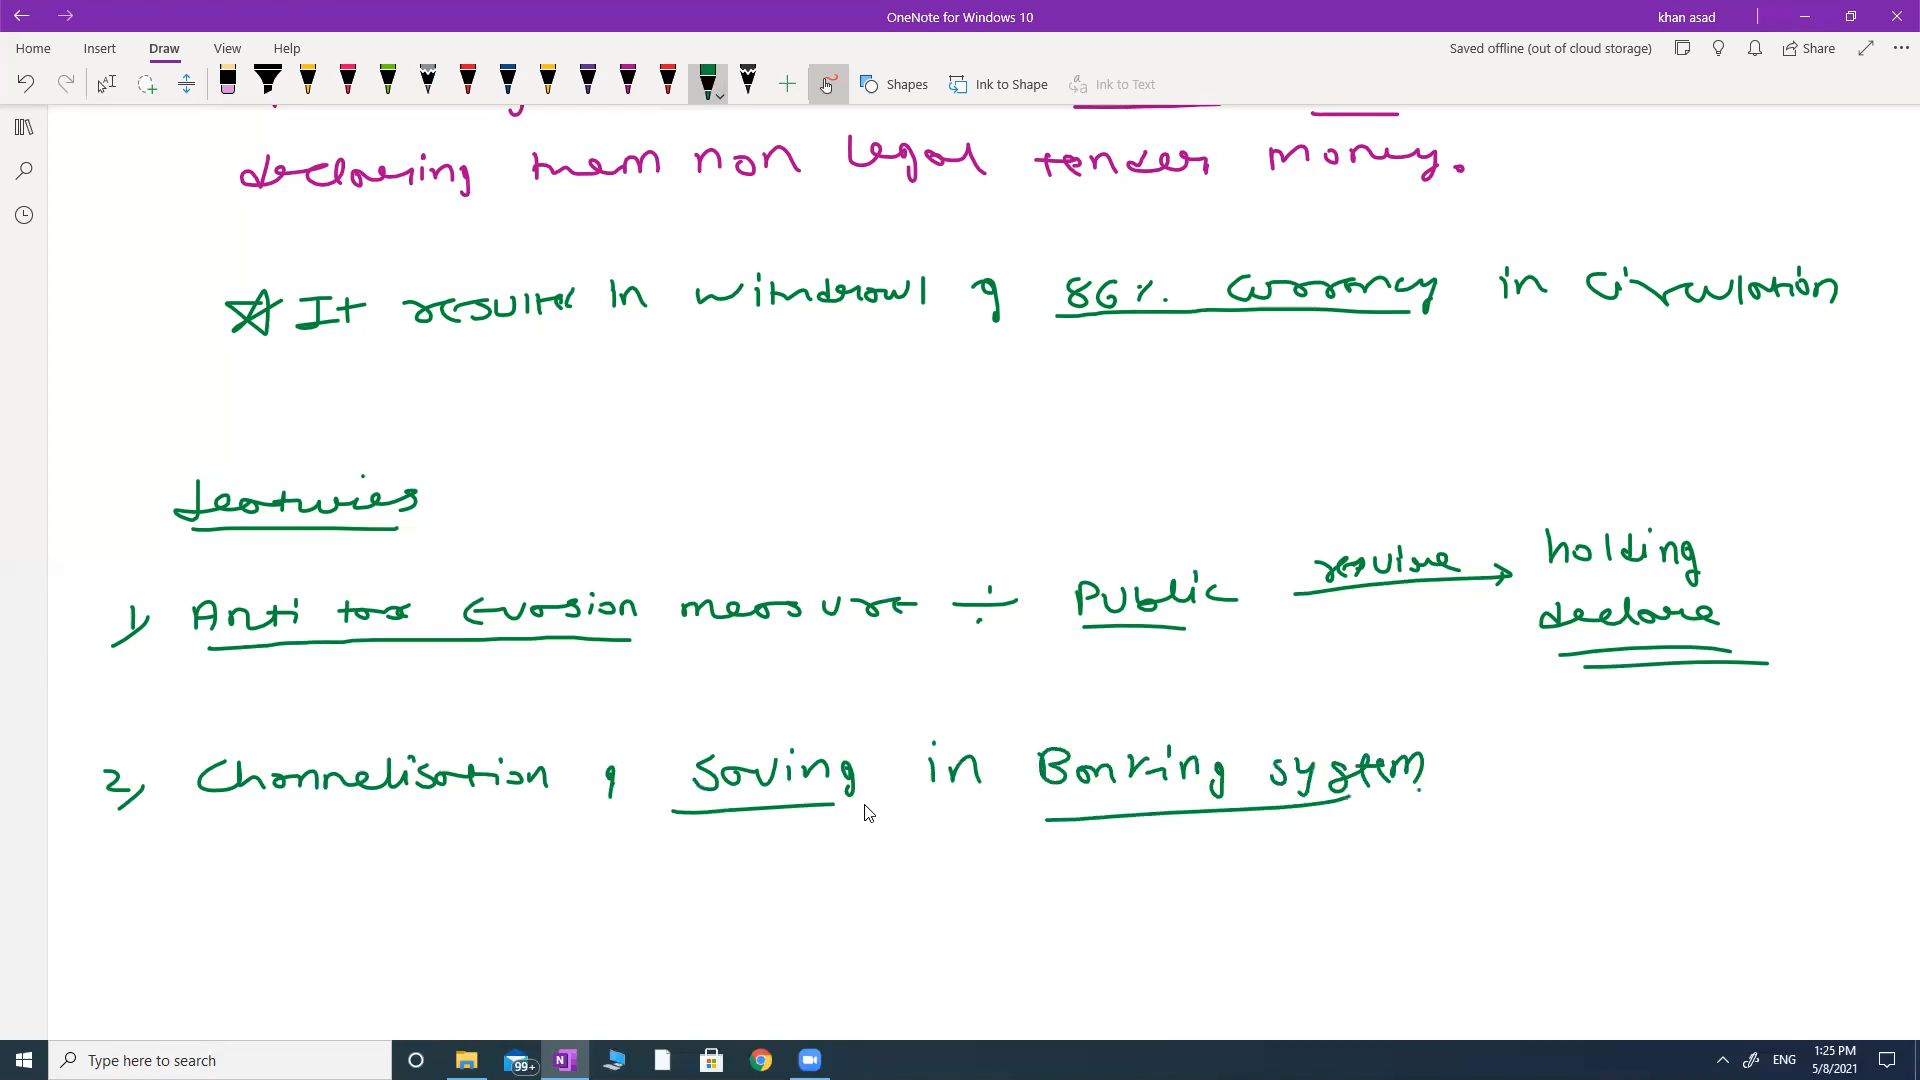 OneNote for Windows 10
khan asad
Home Insert Draw View Help
Saved offline (out of cloud storage)
Share
Shapes
Ink to Shape
Ink to Text
declaring them non legal tender money.
It resulted in withdrawl of 86% currency in circulation
features
1) Anti tax Evasion measure ÷ Public require holding
declare
2) Channelisation of saving in Banking system.
Type here to search
99+
ENG
1:25 PM
5/8/2021